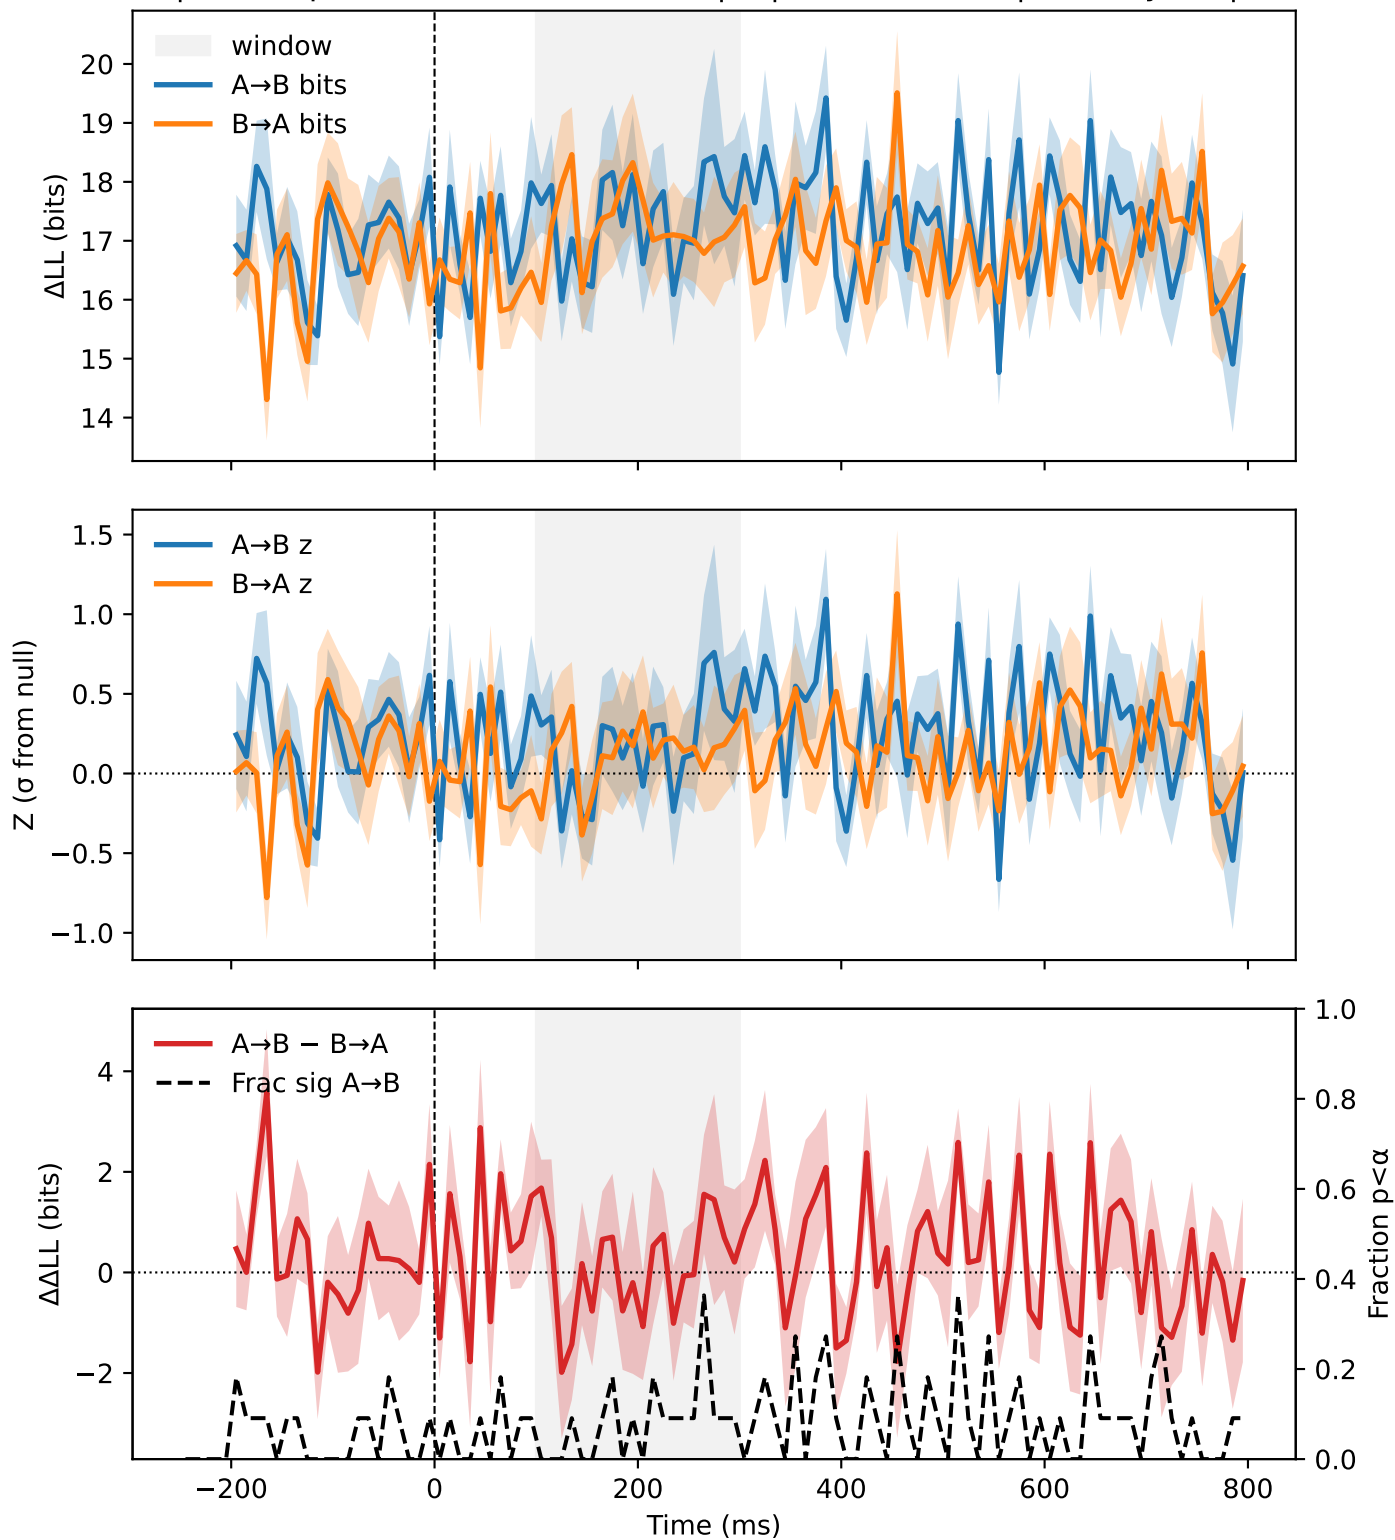 20
19
18
17
16
15
14
ΔLL (bits)
window
A→B bits
B→A bits
1.5
1.0
0.5
0.0
−0.5
−1.0
Z (σ from null)
A→B z
B→A z
4
2
0
−2
ΔΔLL (bits)
A→B − B→A
Frac sig A→B
1.0
0.8
0.6
0.4
0.2
0.0
Fraction p<α
−200 0 200 400 600 800
Time (ms)